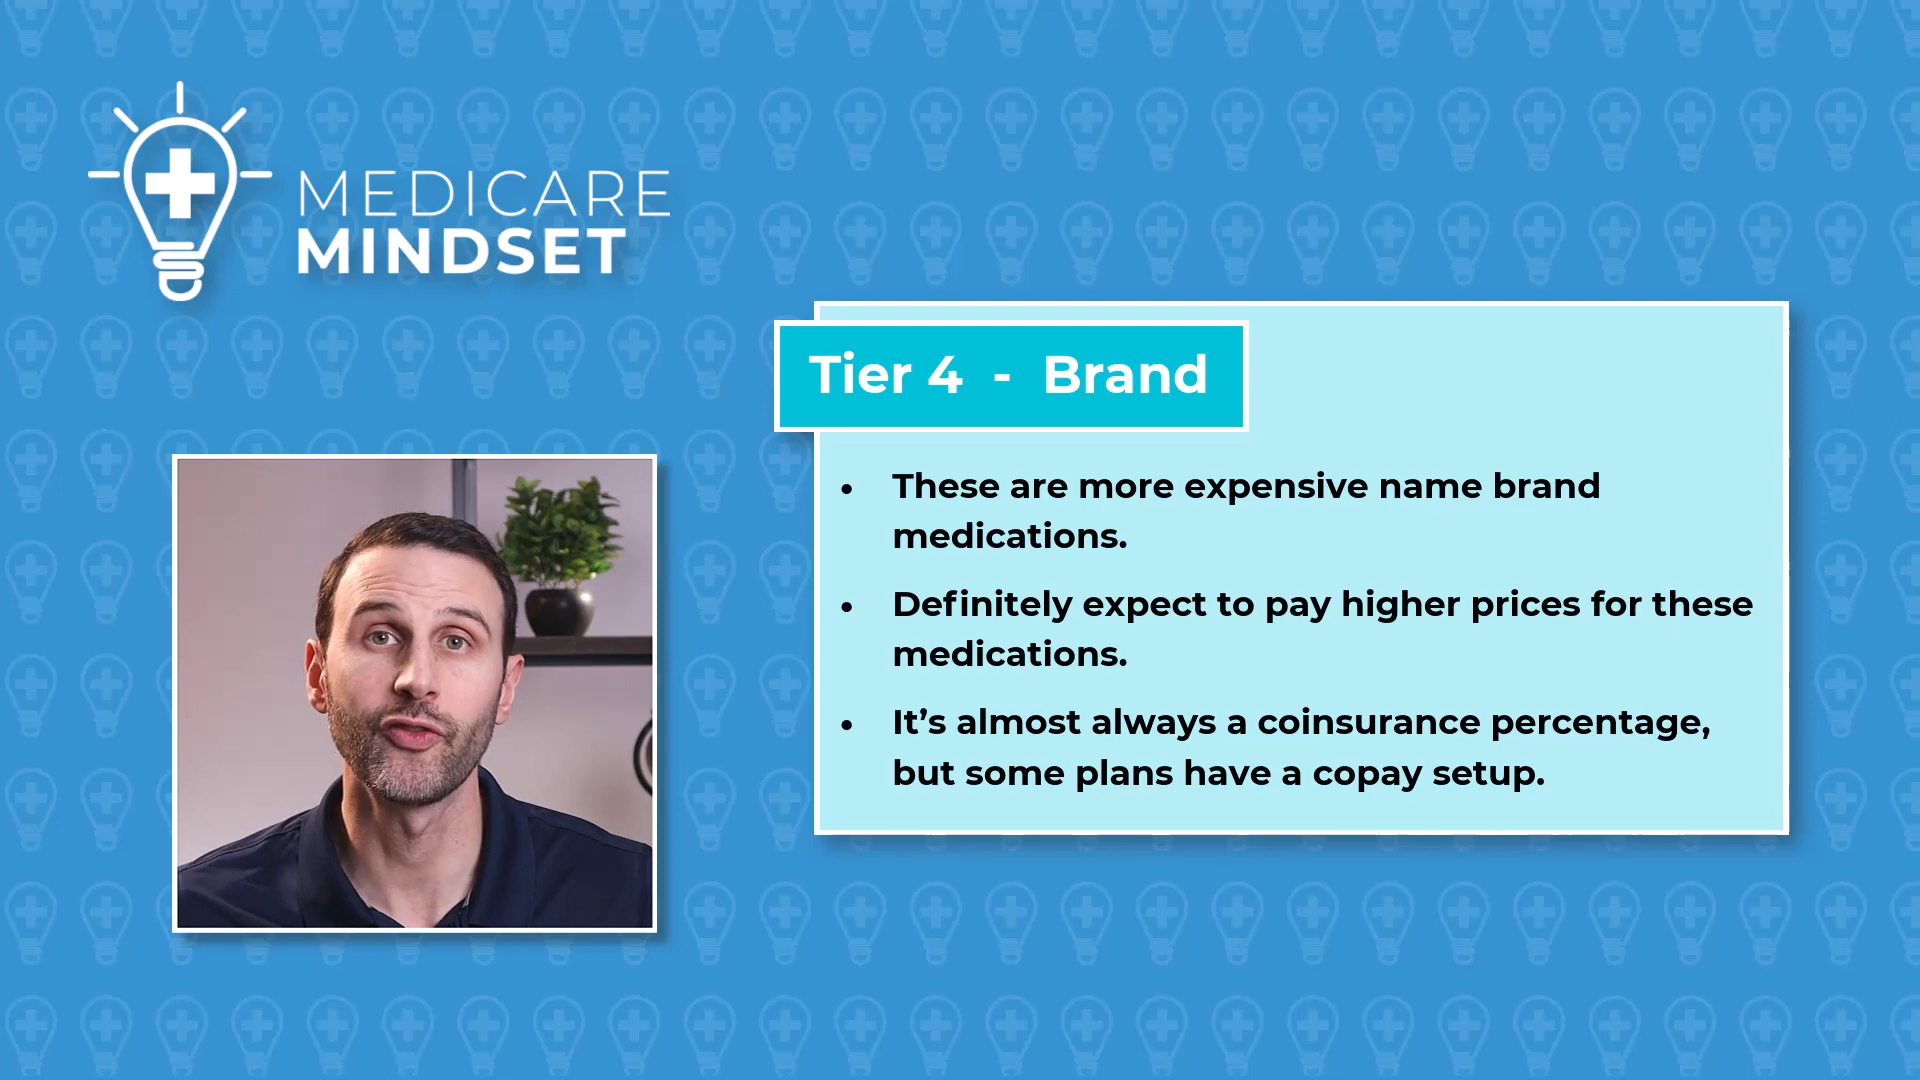 MEDICARE
MINDSET
Tier 4 - Brand
• These are more expensive name brand
medications.
• Definitely expect to pay higher prices for these
medications.
• It’s almost always a coinsurance percentage,
but some plans have a copay setup.